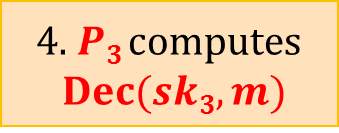 4. P₃ computes
Dec(sk₃, m)